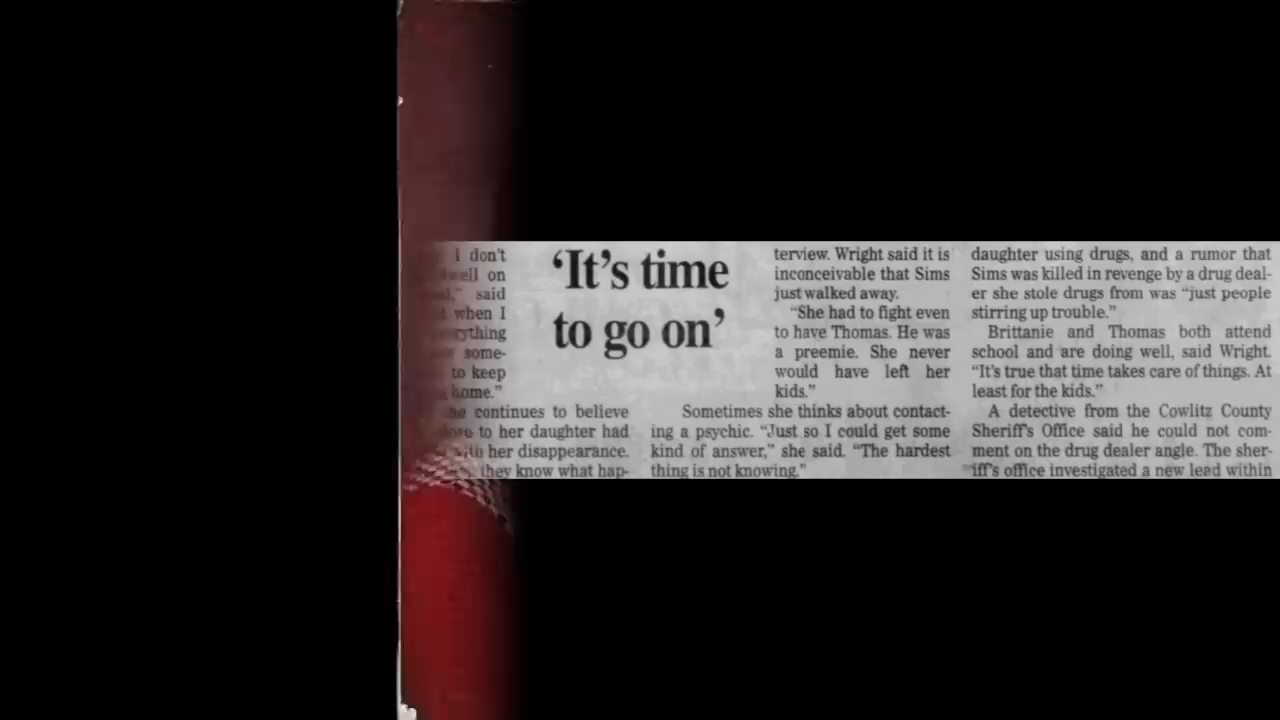 I don't
well on
said
when I
some-
to keep
home."
continues to believe
to her daughter had
her disappearance.
they know what hap-
'It's time
to go on'
terview. Wright said it is
inconceivable that Sims
just walked away.
"She had to fight even
to have Thomas. He was
a preemie. She never
would have left her
kids."
Sometimes she thinks about contact-
ing a psychic. "Just so I could get some
kind of answer," she said. "The hardest
thing is not knowing."
daughter using drugs, and a rumor that
Sims was killed in revenge by a drug deal-
er she stole drugs from was "just people
stirring up trouble."
Brittanie and Thomas both attend
school and are doing well, said Wright.
"It's true that time takes care of things. At
least for the kids."
A detective from the Cowlitz County
Sheriff's Office said he could not com-
ment on the drug dealer angle. The sher-
iff's office investigated a new lead within